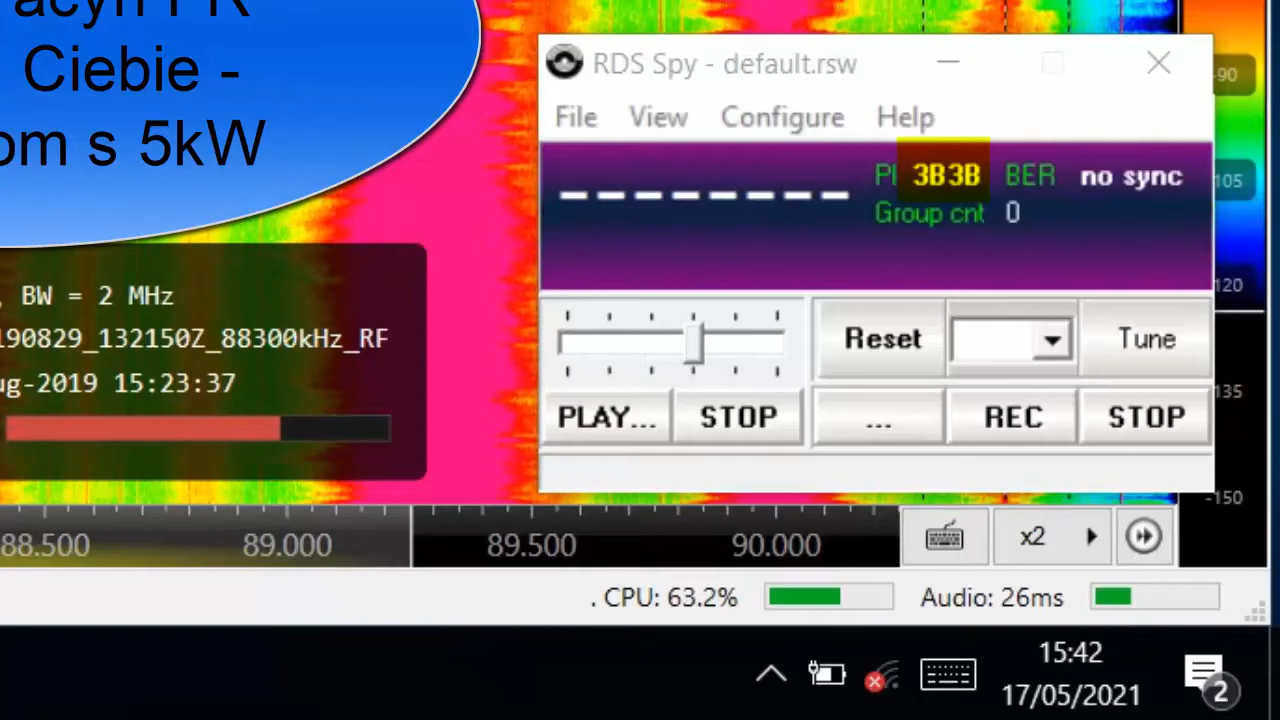 Ciebie -
s 5kW
RDS Spy - default.rsw
File View Configure Help
PI 3B3B BER no sync
Group cnt 0
, BW = 2 MHz
190829_132150Z_88300kHz_RF
ug-2019 15:23:37
Reset Tune
PLAY... STOP ... REC STOP
-90
105
120
135
-150
88.500 89.000 89.500 90.000
x2
. CPU: 63.2% Audio: 26ms
15:42
17/05/2021
2